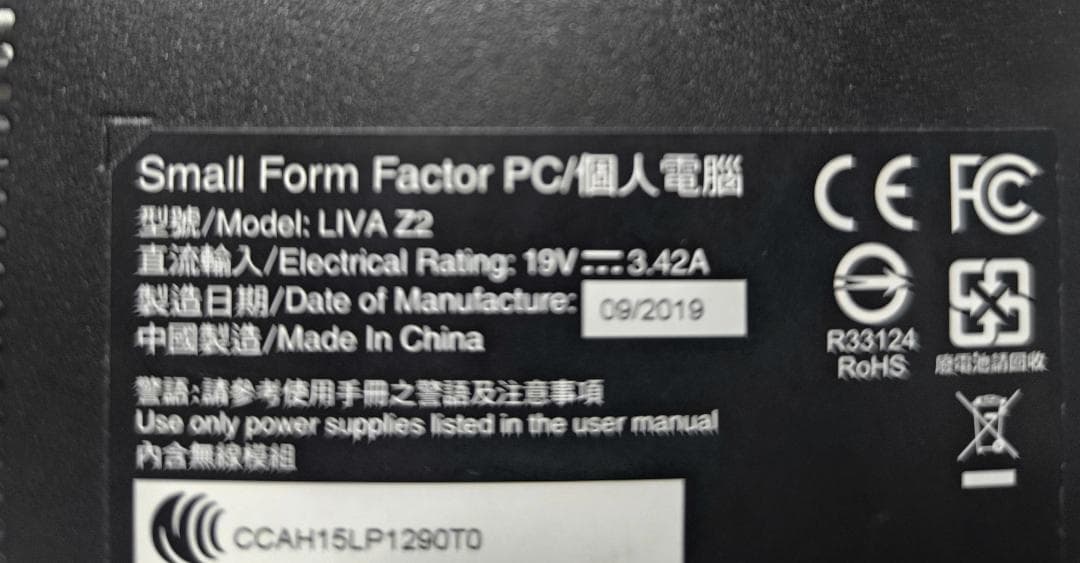 Small Form Factor PC/個人電腦
型號/Model: LIVA Z2
直流輸入/Electrical Rating: 19V⎓3.42A
製造日期/Date of Manufacture: 09/2019
中國製造/Made In China
警語:請參考使用手冊之警語及注意事項
Use only power supplies listed in the user manual
內含無線模組
CCAH15LP1290T0
CE FC
R33124
RoHS
廢電池請回收